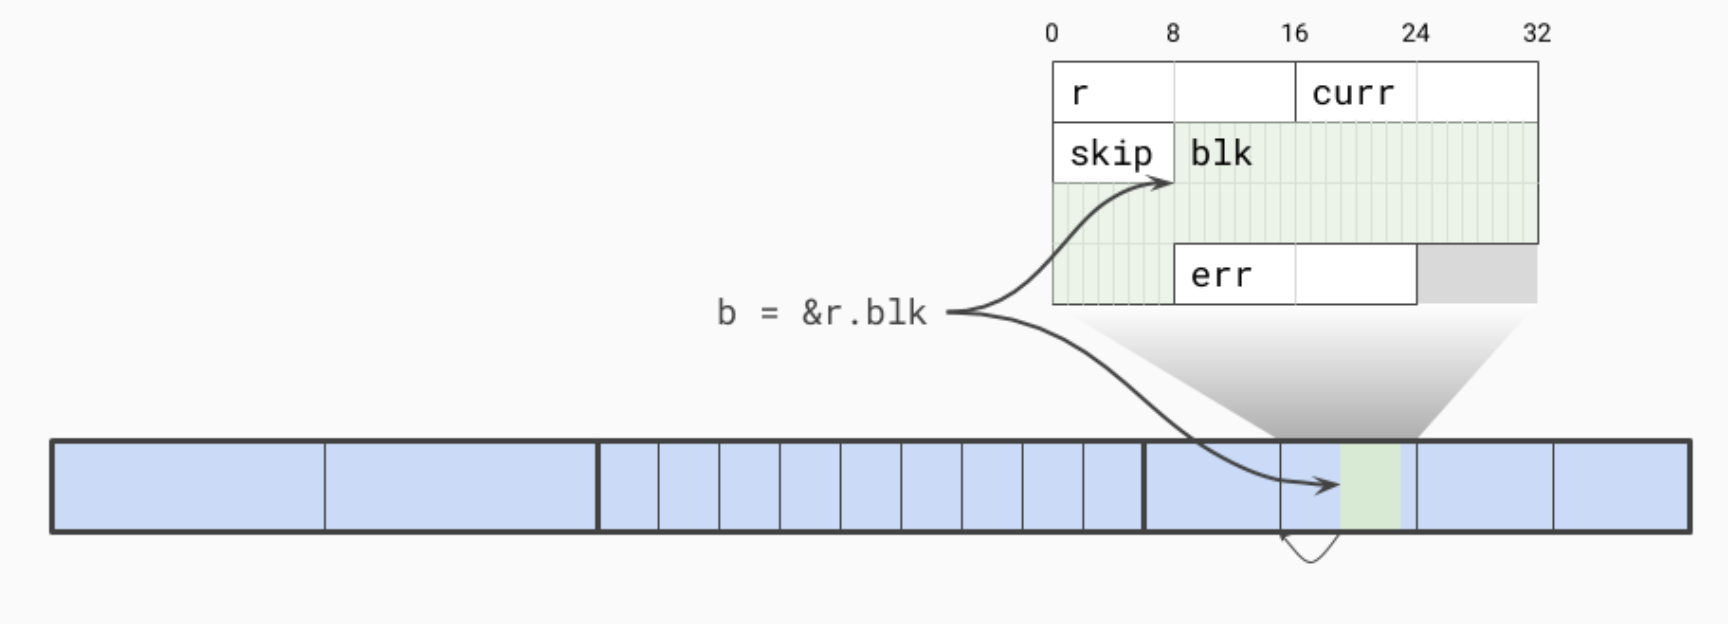 0 8 16 24 32
r curr
skip blk
err
b = &r.blk